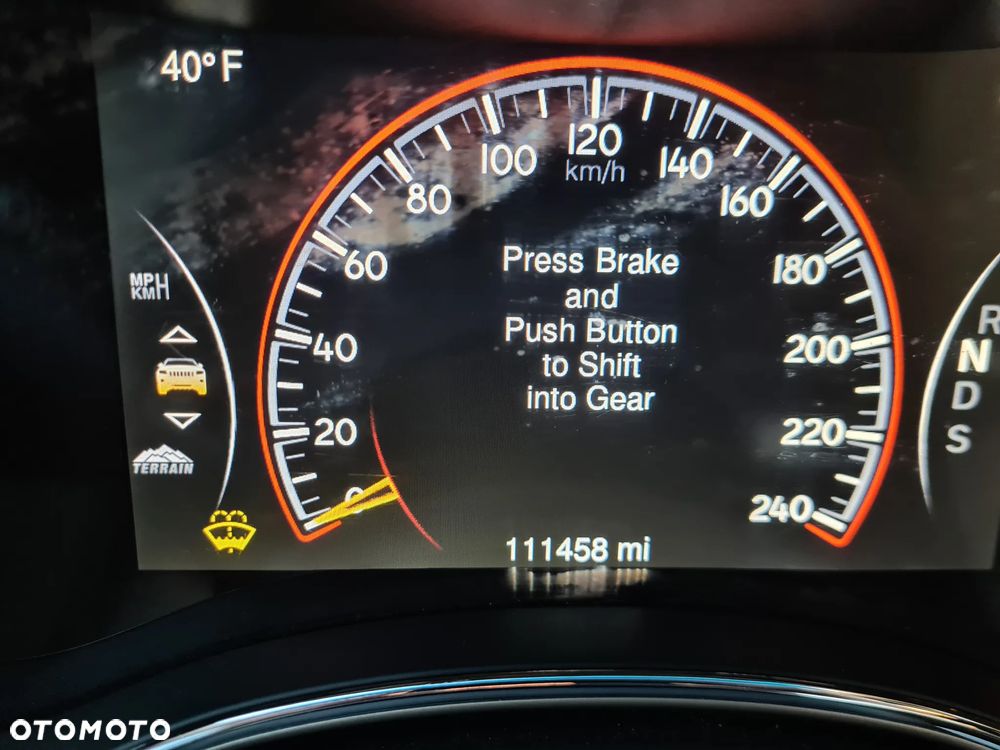 40° F
20
40
60
80
100
120
km/h
140
160
180
200
220
240
Press Brake
and
Push Button
to Shift
into Gear
MPH
KMH
TERRAIN
0
R
N
D
S
111458 mi
OTOMOTO